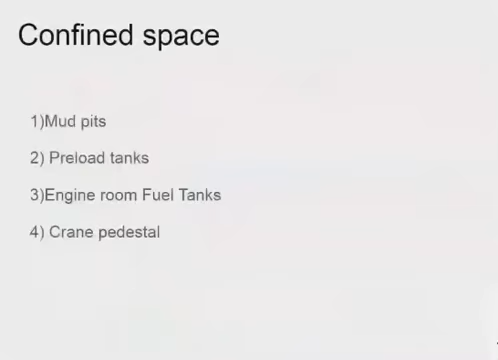 Confined space
1)Mud pits
2) Preload tanks
3)Engine room Fuel Tanks
4) Crane pedestal